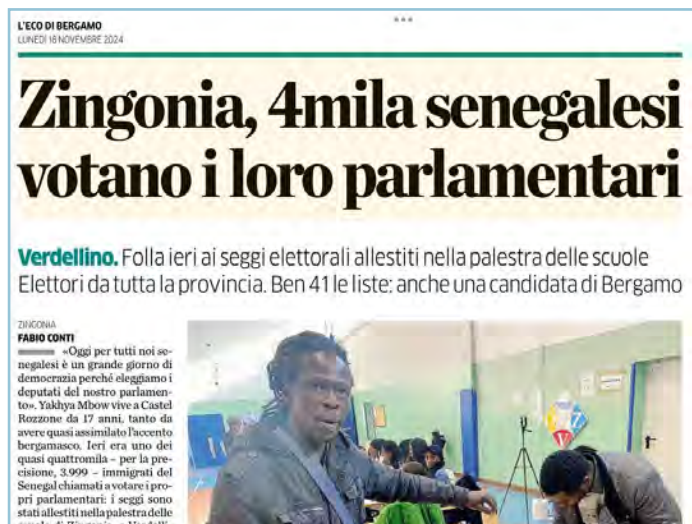 L'ECO DI BERGAMO
LUNEDÌ 18 NOVEMBRE 2024
Zingonia, 4mila senegalesi
votano i loro parlamentari
Verdellino. Folla ieri ai seggi elettorali allestiti nella palestra delle scuole
Elettori da tutta la provincia. Ben 41 le liste: anche una candidata di Bergamo
ZINGONIA
FABIO CONTI
«Oggi per tutti noi se-
negalesi è un grande giorno di
democrazia perché eleggiamo i
deputati del nostro parlamen-
to». Yakhya Mbow vive a Castel
Rozzone da 17 anni, tanto da
avere quasi assimilato l'accento
bergamasco. Ieri era uno dei
quasi quattromila – per la pre-
cisione, 3.999 – immigrati del
Senegal chiamati a votare i pro-
pri parlamentari: i seggi sono
stati allestiti nella palestra delle